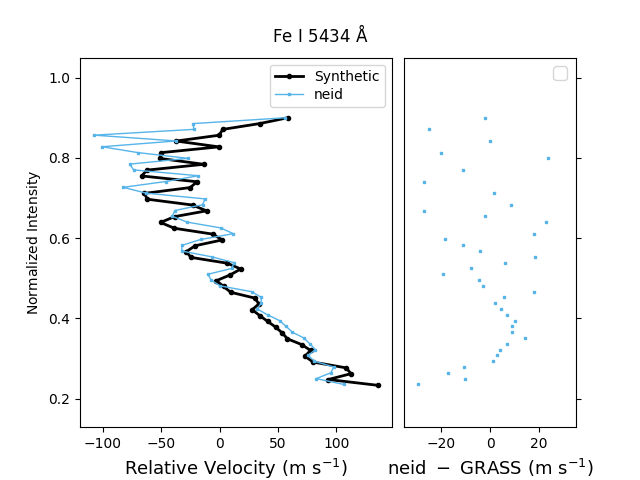 Fe I 5434 Å
Synthetic
neid
Normalized Intensity
1.0
0.8
0.6
0.4
0.2
−100
−50
0
50
100
−20
0
20
Relative Velocity (m s⁻¹)
neid − GRASS (m s⁻¹)